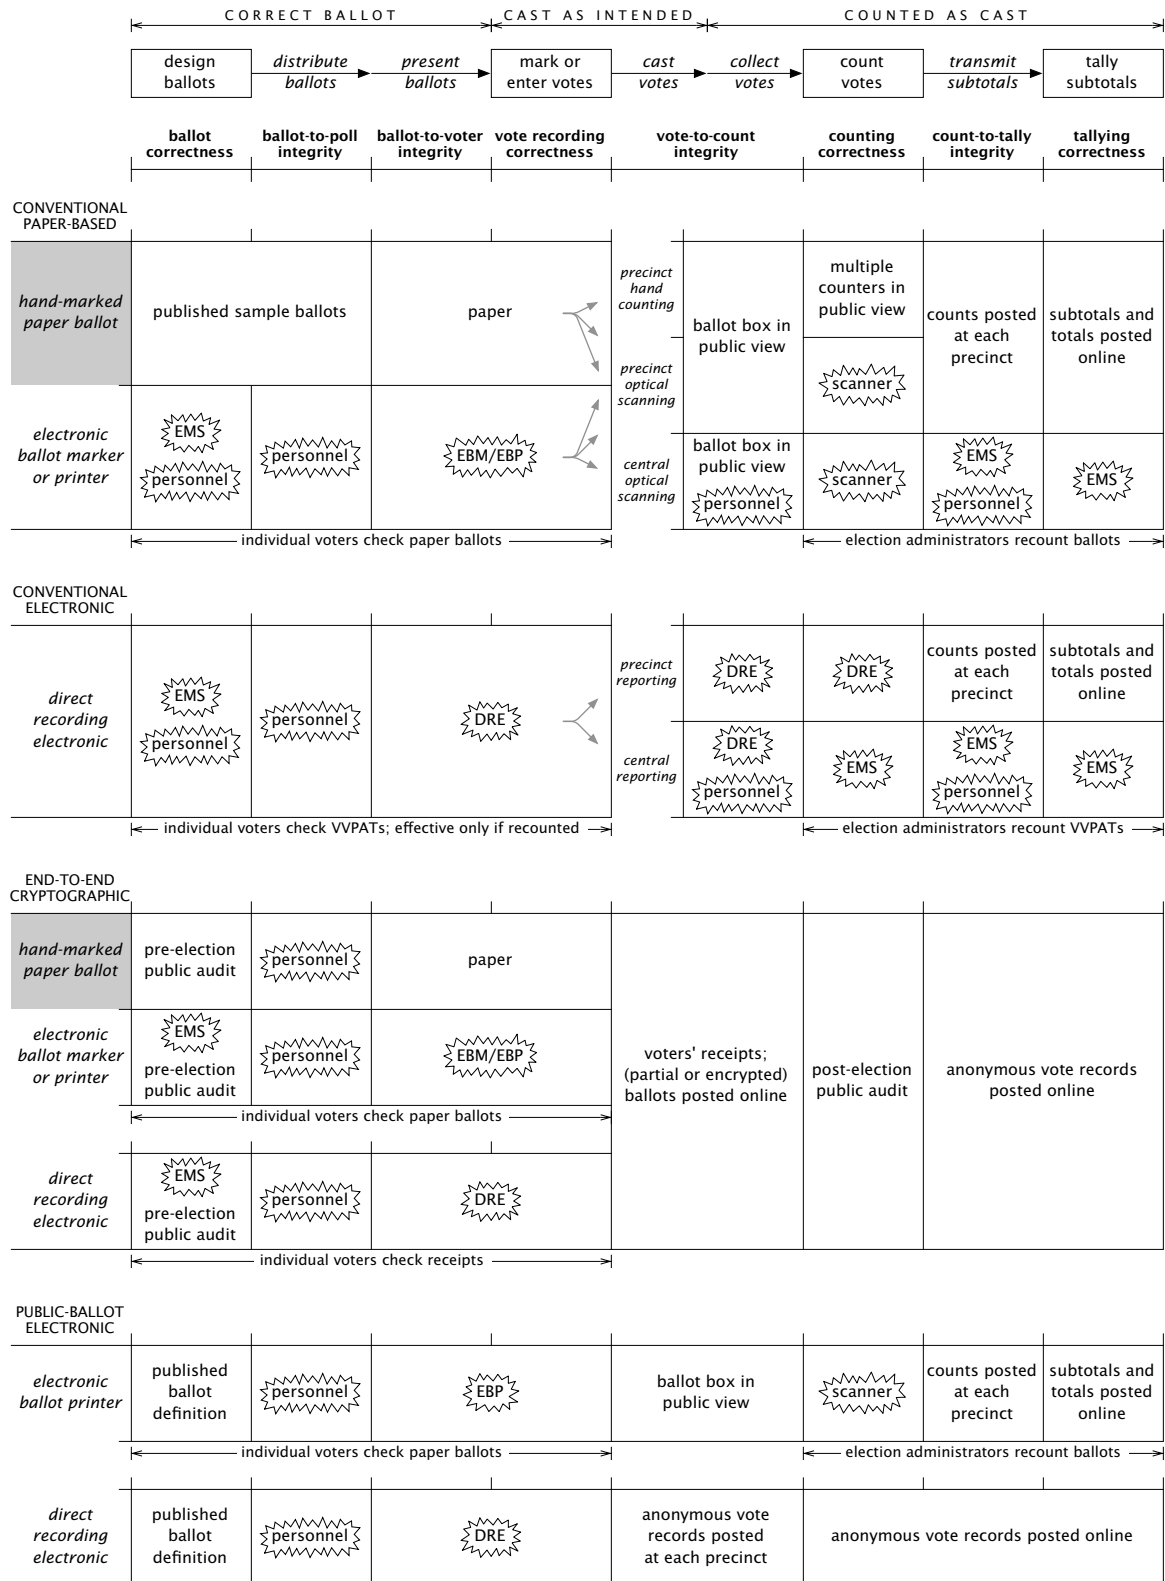 CORRECT BALLOT
CAST AS INTENDED
COUNTED AS CAST
design
ballots
distribute
ballots
present
ballots
mark or
enter votes
cast
votes
collect
votes
count
votes
transmit
subtotals
tally
subtotals
ballot
correctness
ballot-to-poll
integrity
ballot-to-voter
integrity
vote recording
correctness
vote-to-count
integrity
counting
correctness
count-to-tally
integrity
tallying
correctness
CONVENTIONAL
PAPER-BASED
hand-marked
paper ballot
published sample ballots
paper
precinct
hand
counting
ballot box in
public view
multiple
counters in
public view
counts posted
at each
precinct
subtotals and
totals posted
online
precinct
optical
scanning
scanner
electronic
ballot marker
or printer
EMS
personnel
personnel
EBM/EBP
central
optical
scanning
ballot box in
public view
personnel
scanner
EMS
personnel
EMS
individual voters check paper ballots
election administrators recount ballots
CONVENTIONAL
ELECTRONIC
direct
recording
electronic
EMS
personnel
personnel
DRE
precinct
reporting
DRE
DRE
counts posted
at each
precinct
subtotals and
totals posted
online
central
reporting
DRE
personnel
EMS
EMS
personnel
EMS
individual voters check VVPATs; effective only if recounted
election administrators recount VVPATs
END-TO-END
CRYPTOGRAPHIC
hand-marked
paper ballot
pre-election
public audit
personnel
paper
electronic
ballot marker
or printer
EMS
pre-election
public audit
personnel
EBM/EBP
voters' receipts;
(partial or encrypted)
ballots posted online
post-election
public audit
anonymous vote records
posted online
individual voters check paper ballots
direct
recording
electronic
EMS
pre-election
public audit
personnel
DRE
individual voters check receipts
PUBLIC-BALLOT
ELECTRONIC
electronic
ballot printer
published
ballot
definition
personnel
EBP
ballot box in
public view
scanner
counts posted
at each
precinct
subtotals and
totals posted
online
individual voters check paper ballots
election administrators recount ballots
direct
recording
electronic
published
ballot
definition
personnel
DRE
anonymous vote
records posted
at each precinct
anonymous vote records posted online